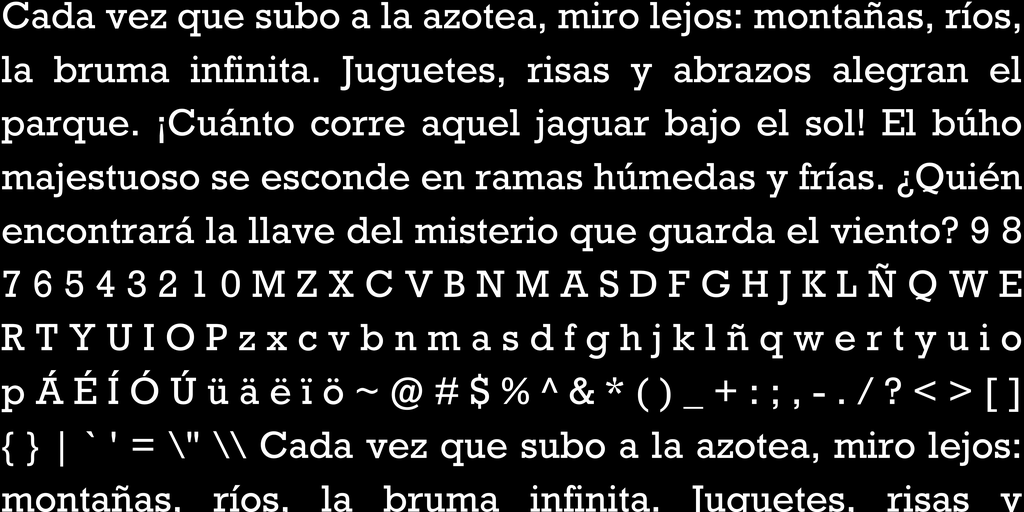 Cada vez que subo a la azotea, miro lejos: montañas, ríos,
la bruma infinita. Juguetes, risas y abrazos alegran el
parque. ¡Cuánto corre aquel jaguar bajo el sol! El búho
majestuoso se esconde en ramas húmedas y frías. ¿Quién
encontrará la llave del misterio que guarda el viento? 9 8
7 6 5 4 3 2 1 0 M Z X C V B N M A S D F G H J K L Ñ Q W E
R T Y U I O P z x c v b n m a s d f g h j k l ñ q w e r t y u i o
p Á É Í Ó Ú ü ä ë ï ö ~ @ # $ % ^ & * ( ) _ + : ; , - . / ? < > [ ]
{ } | ` ' = \" \\ Cada vez que subo a la azotea, miro lejos:
montañas, ríos, la bruma infinita. Juguetes, risas y